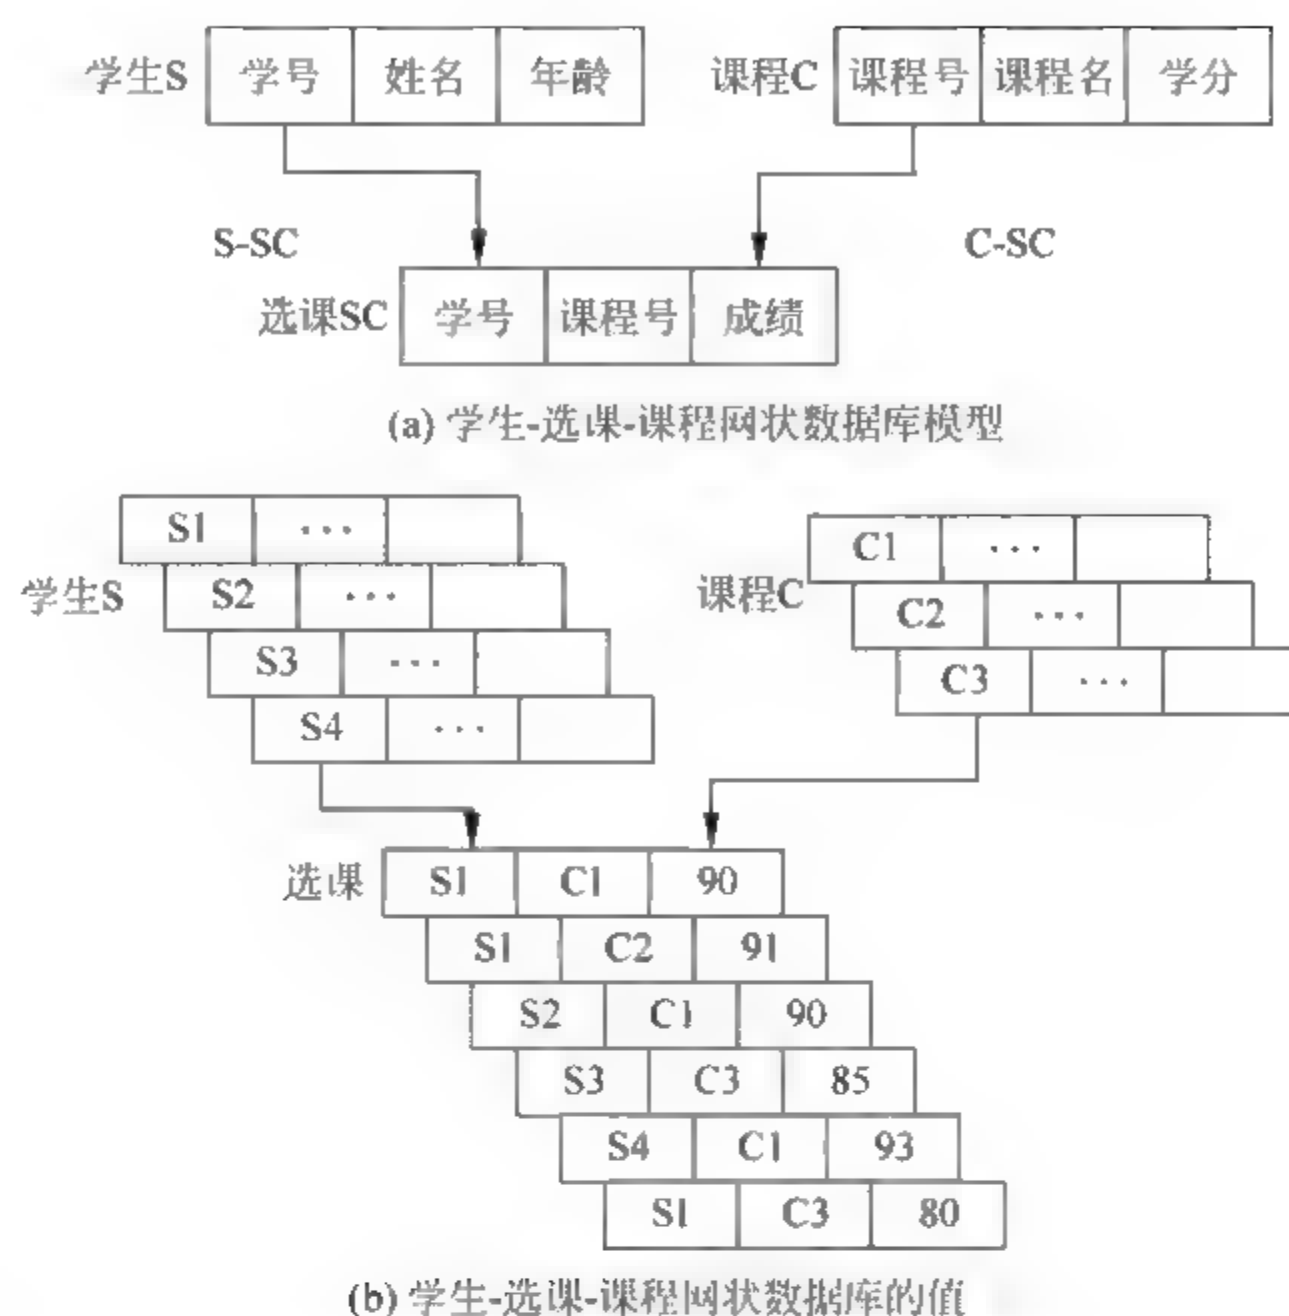 学生S 学号 姓名 年龄 课程C 课程号 课程名 学分
S-SC C-SC
选课SC 学号 课程号 成绩
(a) 学生-选课-课程网状数据库模型
S1 ···
学生S S2 ···
S3 ···
S4 ···
C1 ···
课程C C2 ···
C3 ···
选课 S1 C1 90
S1 C2 91
S2 C1 90
S3 C3 85
S4 C1 93
S1 C3 80
(b) 学生-选课-课程网状数据库的值